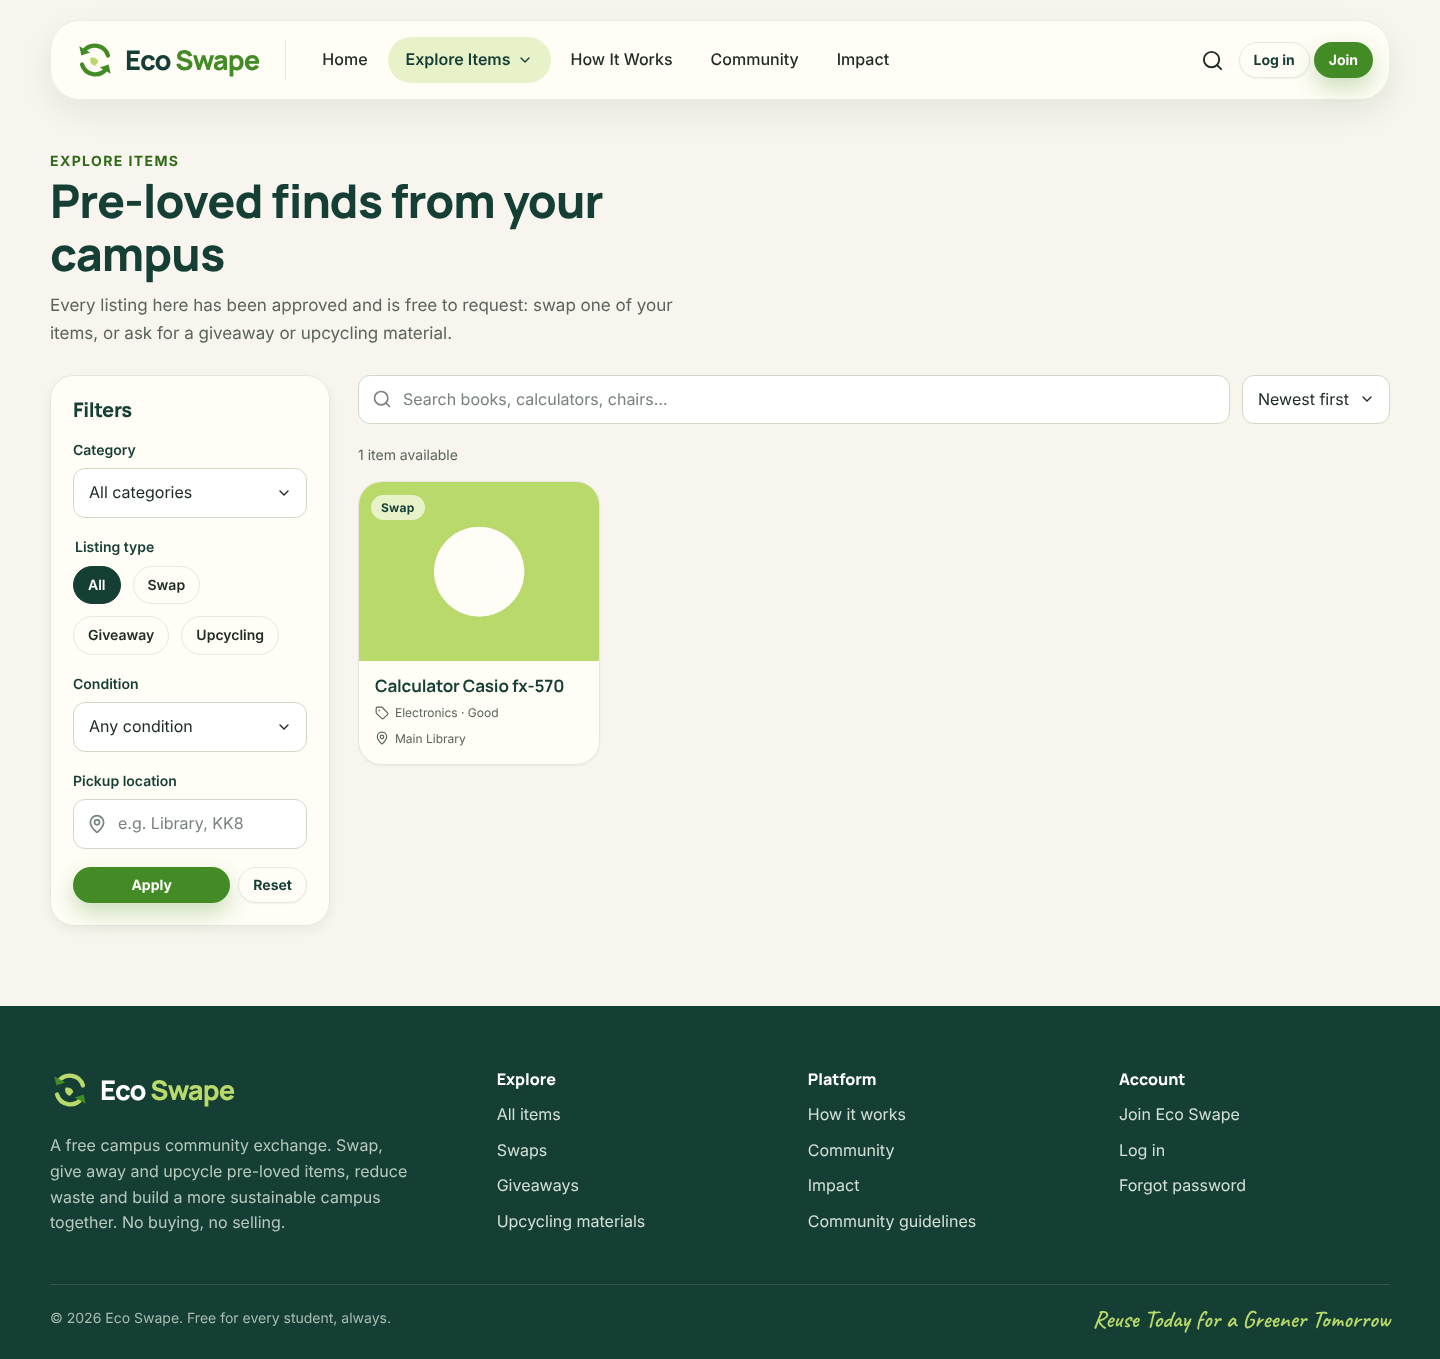 Eco Swape
Home
Explore Items
How It Works
Community
Impact
Log in
Join
EXPLORE ITEMS
Pre-loved finds from your
campus
Every listing here has been approved and is free to request: swap one of your
items, or ask for a giveaway or upcycling material.
Filters
Category
All categories
Listing type
All
Swap
Giveaway
Upcycling
Condition
Any condition
Pickup location
e.g. Library, KK8
Apply
Reset
Search books, calculators, chairs...
Newest first
1 item available
Swap
Calculator Casio fx-570
Electronics · Good
Main Library
Eco Swape
A free campus community exchange. Swap,
give away and upcycle pre-loved items, reduce
waste and build a more sustainable campus
together. No buying, no selling.
Explore
All items
Swaps
Giveaways
Upcycling materials
Platform
How it works
Community
Impact
Community guidelines
Account
Join Eco Swape
Log in
Forgot password
© 2026 Eco Swape. Free for every student, always.
Reuse Today for a Greener Tomorrow